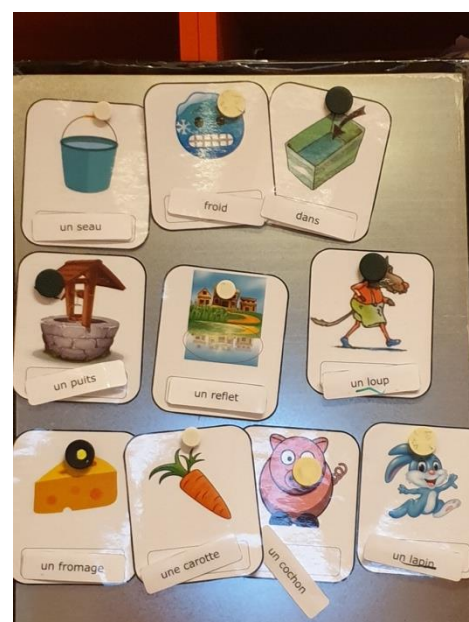 un seau
froid
dans
un puits
un reflet
un loup
un fromage
une carotte
un cochon
un lapin